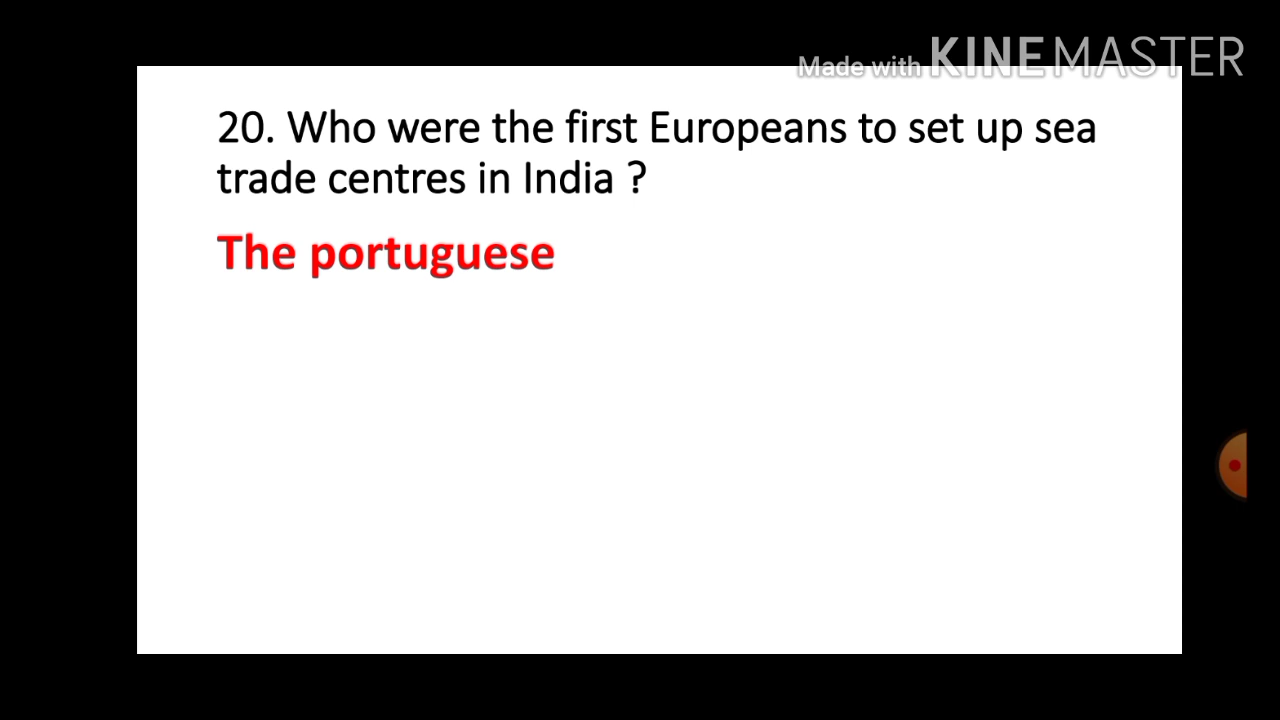 Made with KINEMASTER
20. Who were the first Europeans to set up sea
trade centres in India ?
The portuguese